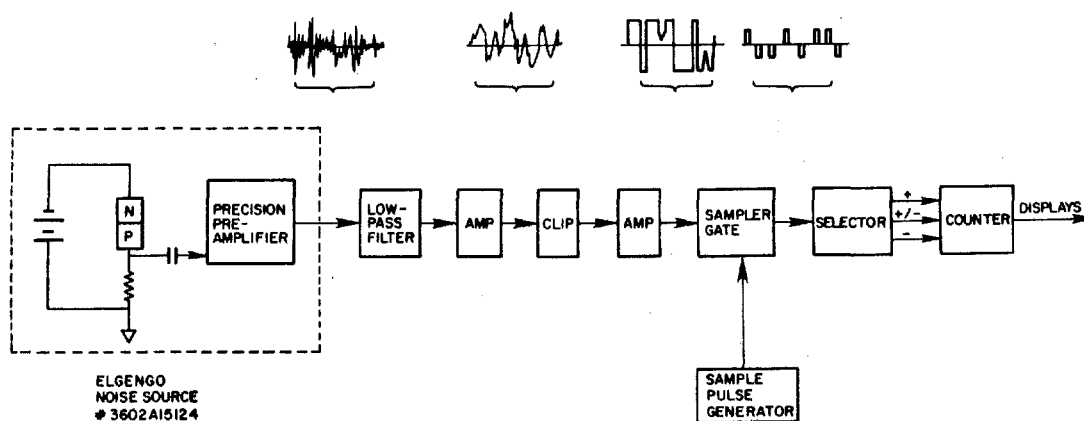 N
P
PRECISION
PRE-
AMPLIFIER
LOW-
PASS
FILTER
AMP
CLIP
AMP
SAMPLER
GATE
SELECTOR
+
+/-
-
COUNTER
DISPLAYS
SAMPLE
PULSE
GENERATOR
ELGENGO
NOISE SOURCE
# 3602A15124